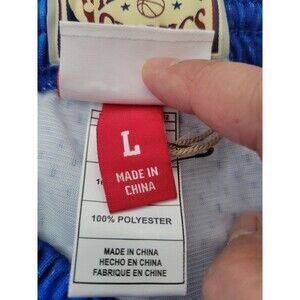 L
MADE IN
CHINA
100% POLYESTER
MADE IN CHINA
HECHO EN CHINA
FABRIQUE EN CHINE